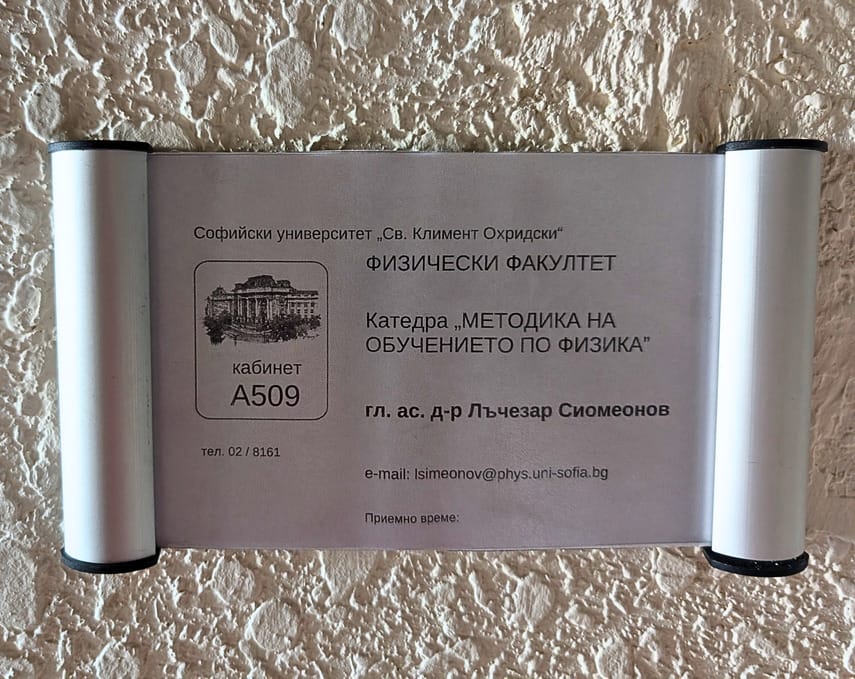 Софийски университет „Св. Климент Охридски“
ФИЗИЧЕСКИ ФАКУЛТЕТ
Катедра „МЕТОДИКА НА
ОБУЧЕНИЕТО ПО ФИЗИКА”
кабинет
А509
гл. ас. д-р Лъчезар Сиомеонов
тел. 02 / 8161
e-mail: lsimeonov@phys.uni-sofia.bg
Приемно време: